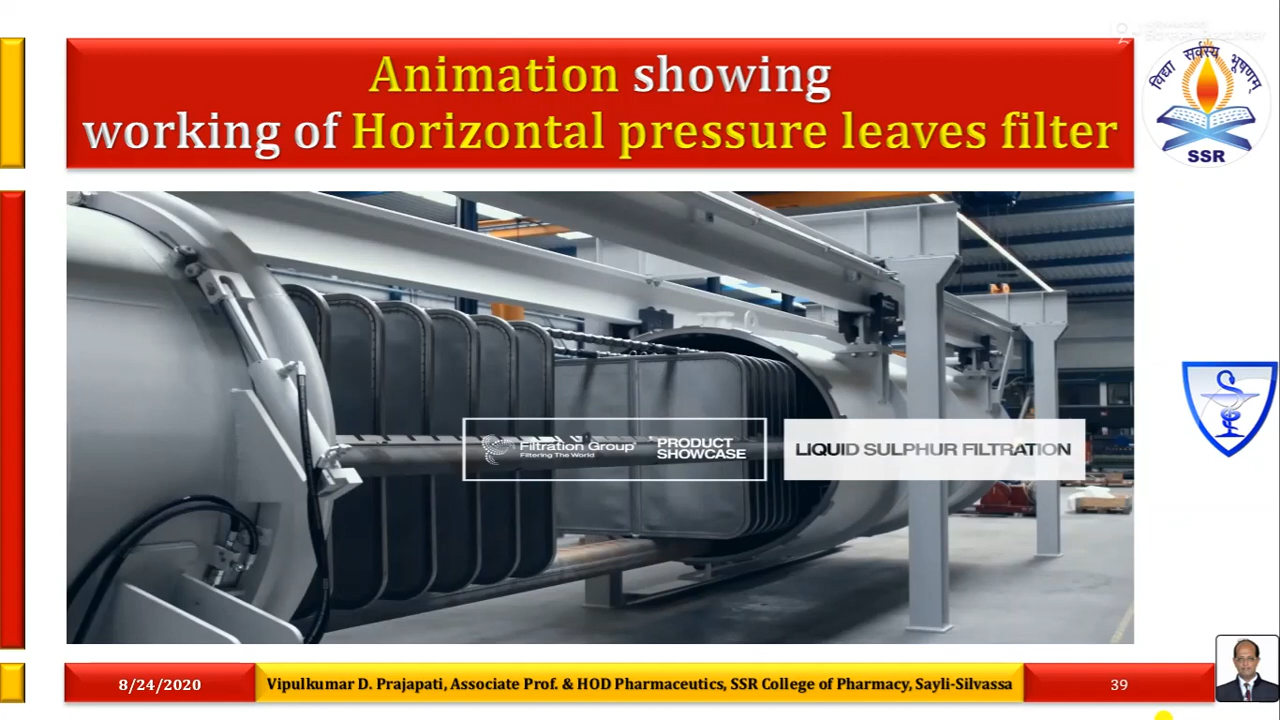 Animation showing
working of Horizontal pressure leaves filter
विद्या सर्वस्य भूषणम्
SSR
Filtration Group
Filtering The World
PRODUCT
SHOWCASE
LIQUID SULPHUR FILTRATION
8/24/2020
Vipulkumar D. Prajapati, Associate Prof. & HOD Pharmaceutics, SSR College of Pharmacy, Sayli-Silvassa
39